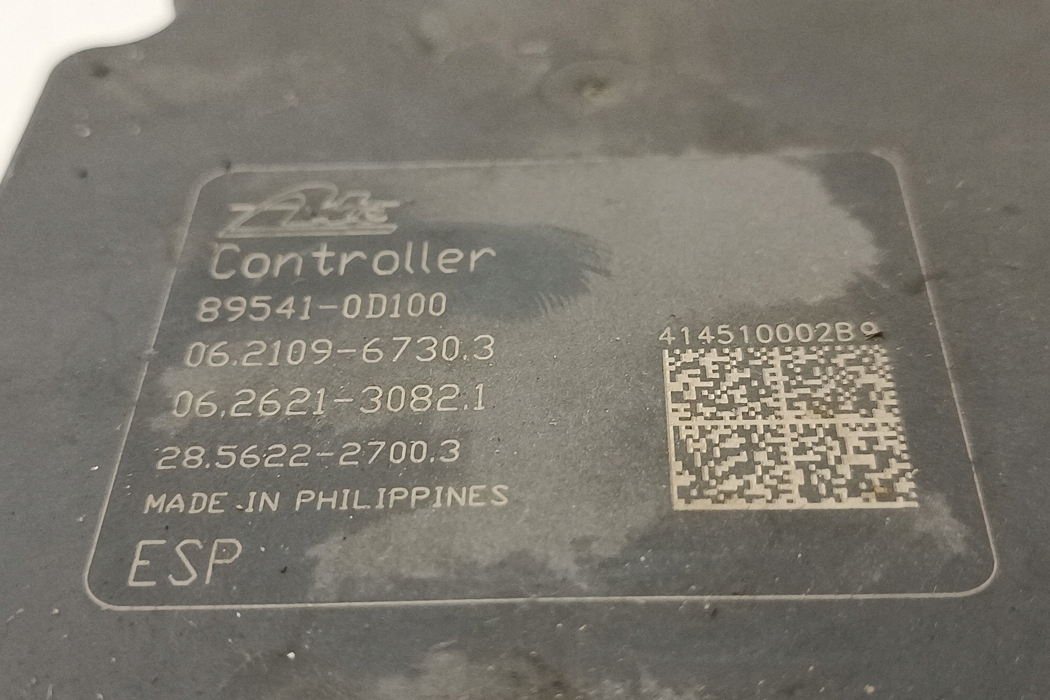 Ate
Controller
89541-0D100
06.2109-6730.3
06.2621-3082.1
28.5622-2700.3
MADE IN PHILIPPINES
ESP
414510002B9